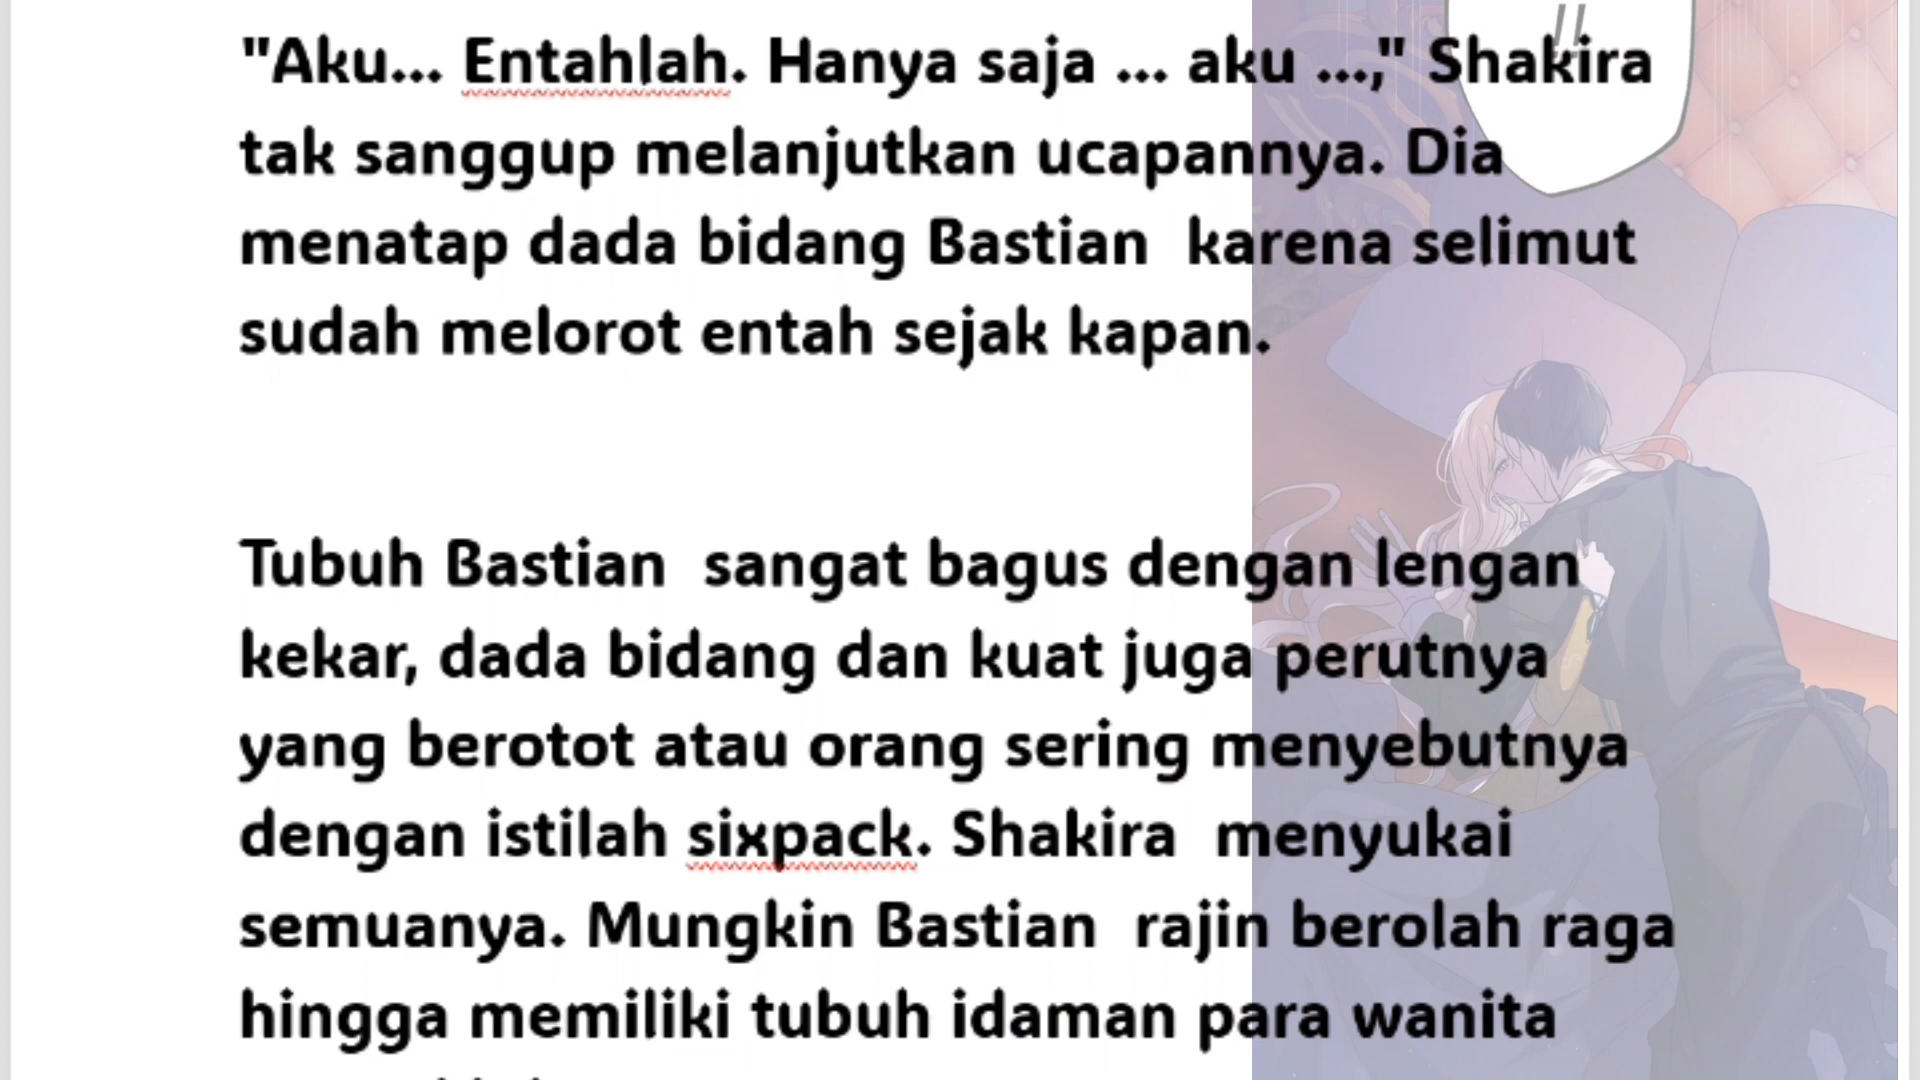 "Aku... Entahlah. Hanya saja ... aku ...," Shakira
tak sanggup melanjutkan ucapannya. Dia
menatap dada bidang Bastian  karena selimut
sudah melorot entah sejak kapan.
Tubuh Bastian  sangat bagus dengan lengan
kekar, dada bidang dan kuat juga perutnya
yang berotot atau orang sering menyebutnya
dengan istilah sixpack. Shakira  menyukai
semuanya. Mungkin Bastian  rajin berolah raga
hingga memiliki tubuh idaman para wanita